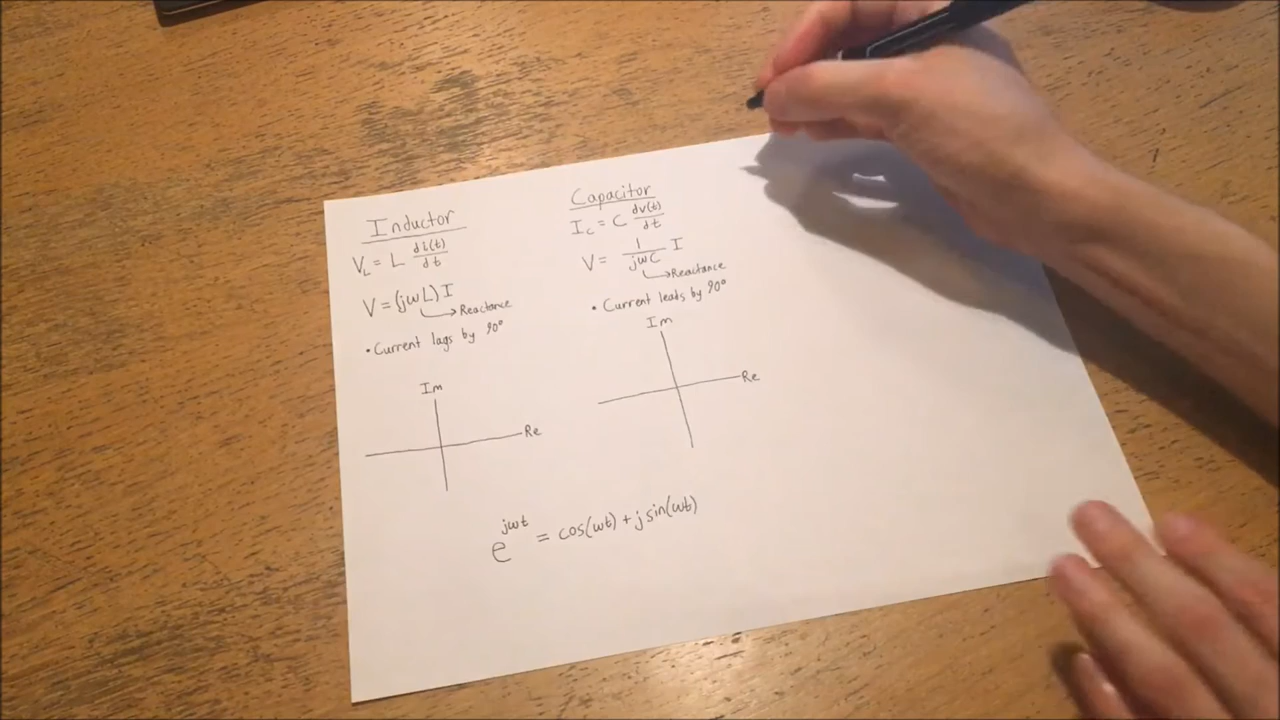 Inductor
V_L = L di(t)/dt
V = (jωL) I
Reactance
• Current lags by 90°
Im
Re
Capacitor
I_C = C dv(t)/dt
V = 1/jωC I
Reactance
• Current leads by 90°
Im
Re
e^jωt = cos(ωt) + j sin(ωt)